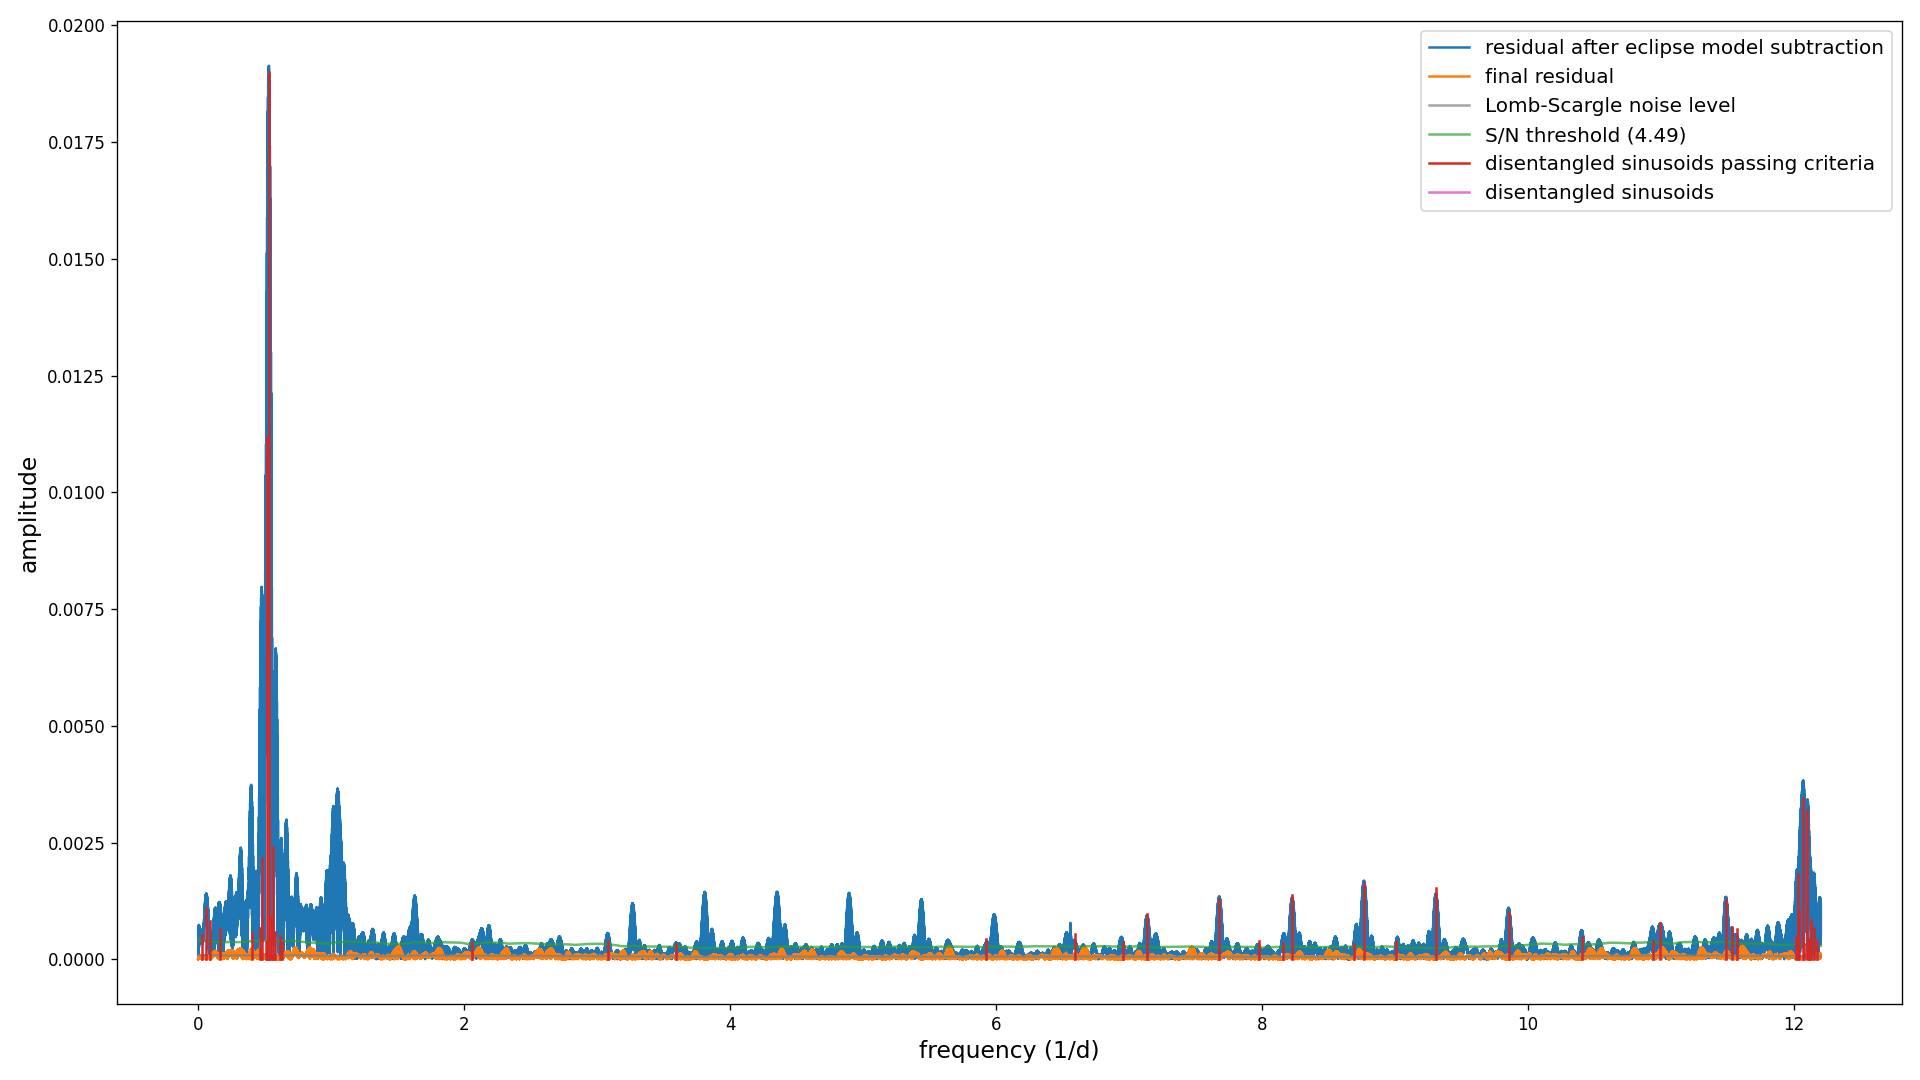 0.0200
0.0175
0.0150
0.0125
0.0100
0.0075
0.0050
0.0025
0.0000
amplitude
residual after eclipse model subtraction
final residual
Lomb-Scargle noise level
S/N threshold (4.49)
disentangled sinusoids passing criteria
disentangled sinusoids
0 2 4 6 8 10 12
frequency (1/d)